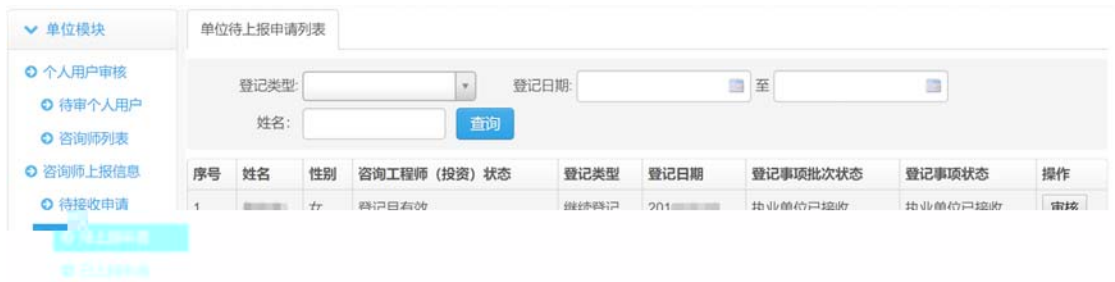 单位模块
个人用户审核
待审个人用户
咨询师列表
咨询师上报信息
待接收申请
单位待上报申请列表
登记类型:
登记日期:
至
姓名:
查询
序号 姓名 性别 咨询工程师（投资）状态 登记类型 登记日期 登记事项批次状态 登记事项状态 操作
1 女 登记且有效 继续登记 201 执业单位已接收 执业单位已接收 审核